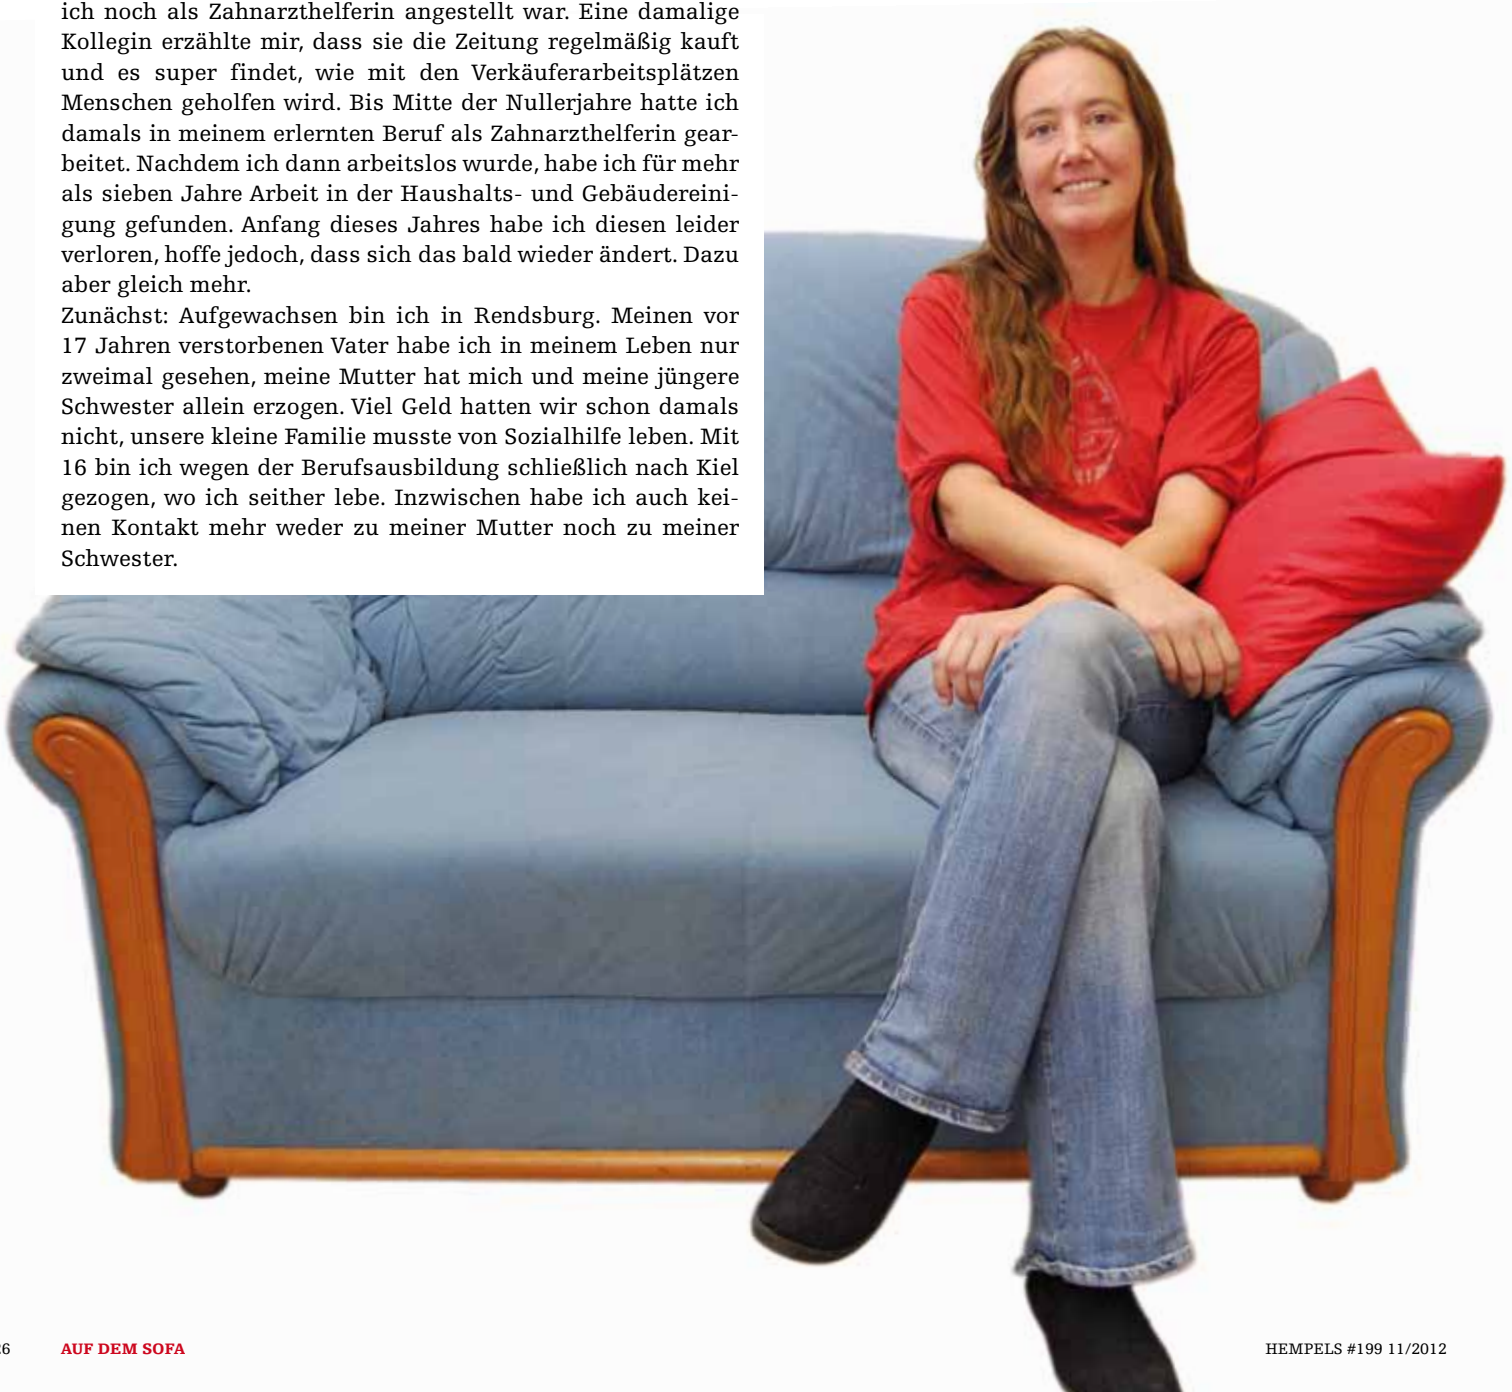 ich noch als Zahnarzthelferin angestellt war. Eine damalige
Kollegin erzählte mir, dass sie die Zeitung regelmäßig kauft
und es super findet, wie mit den Verkäuferarbeitsplätzen
Menschen geholfen wird. Bis Mitte der Nullerjahre hatte ich
damals in meinem erlernten Beruf als Zahnarzthelferin gear-
beitet. Nachdem ich dann arbeitslos wurde, habe ich für mehr
als sieben Jahre Arbeit in der Haushalts- und Gebäudereini-
gung gefunden. Anfang dieses Jahres habe ich diesen leider
verloren, hoffe jedoch, dass sich das bald wieder ändert. Dazu
aber gleich mehr.
Zunächst: Aufgewachsen bin ich in Rendsburg. Meinen vor
17 Jahren verstorbenen Vater habe ich in meinem Leben nur
zweimal gesehen, meine Mutter hat mich und meine jüngere
Schwester allein erzogen. Viel Geld hatten wir schon damals
nicht, unsere kleine Familie musste von Sozialhilfe leben. Mit
16 bin ich wegen der Berufsausbildung schließlich nach Kiel
gezogen, wo ich seither lebe. Inzwischen habe ich auch kei-
nen Kontakt mehr weder zu meiner Mutter noch zu meiner
Schwester.
6 AUF DEM SOFA
HEMPELS #199 11/2012